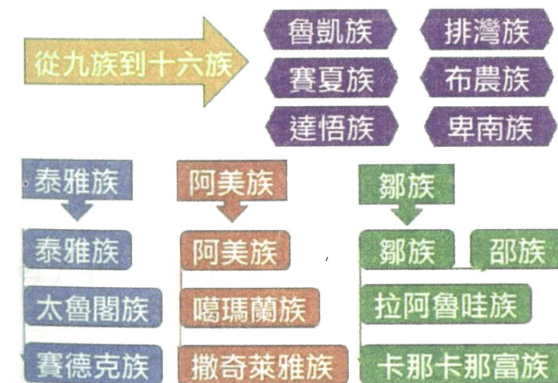 從九族到十六族
魯凱族 排灣族
賽夏族 布農族
達悟族 卑南族
泰雅族 阿美族 鄒族
泰雅族 阿美族 鄒族 邵族
太魯閣族 噶瑪蘭族 拉阿魯哇族
賽德克族 撒奇萊雅族 卡那卡那富族